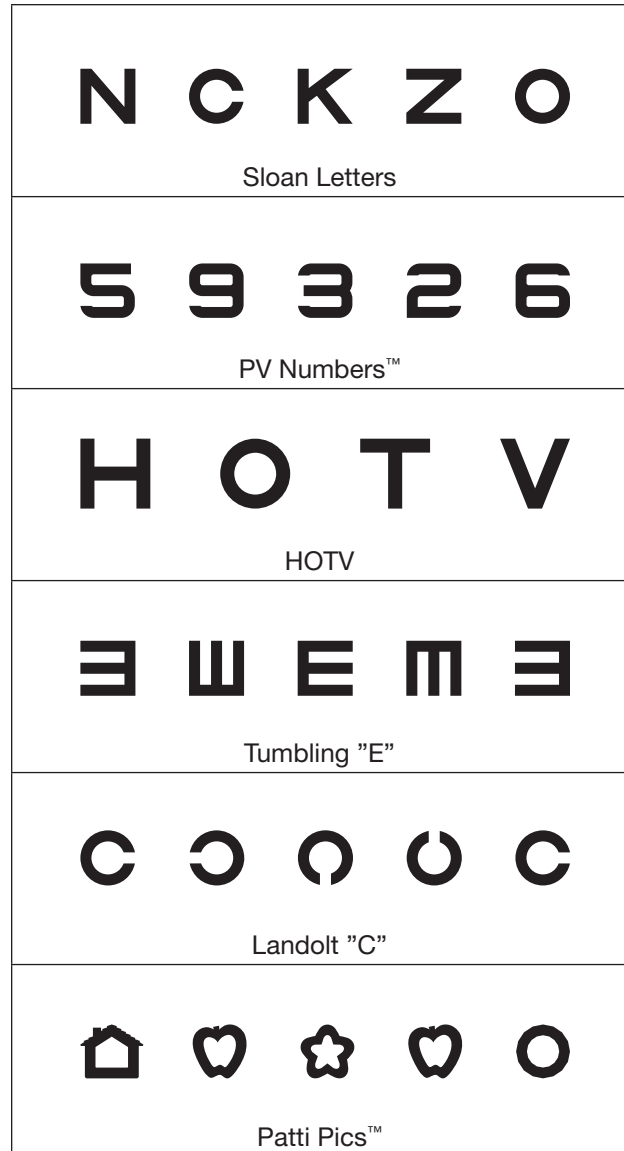 N C K Z O
Sloan Letters
5 9 3 2 6
PV Numbers™
H O T V
HOTV
E E E E E
Tumbling ”E”
C C C C C
Landolt ”C”
Patti Pics™